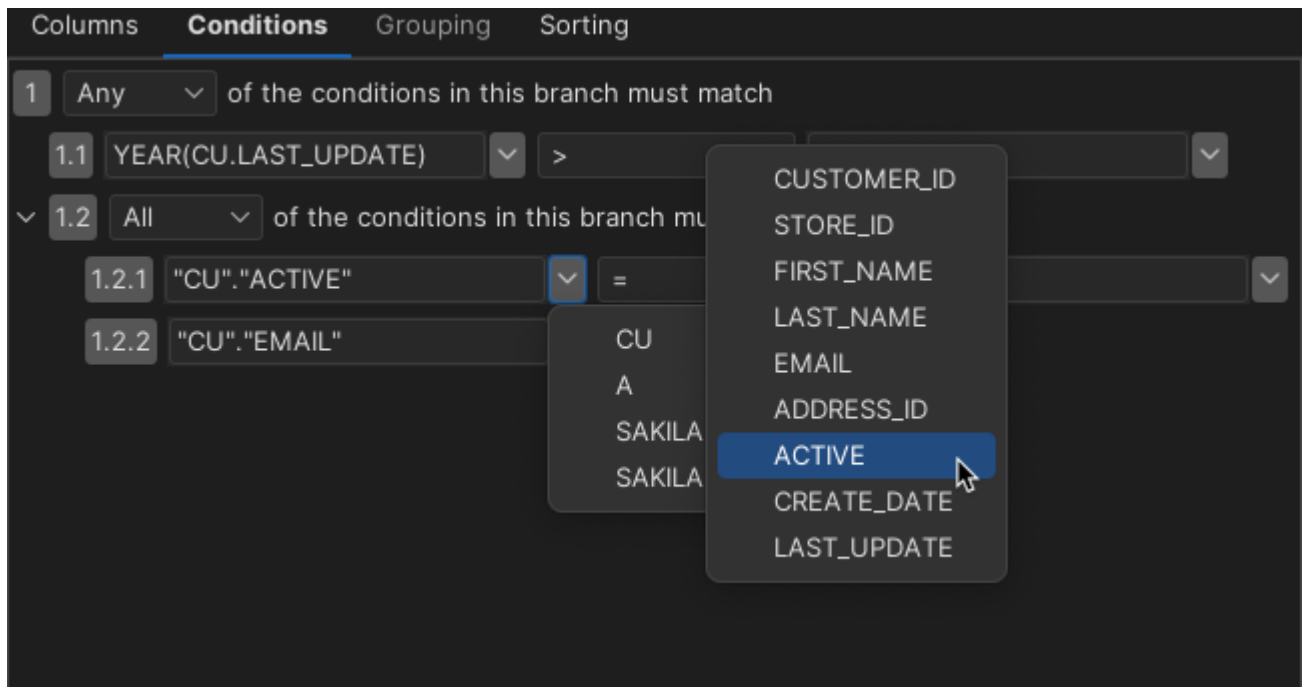 Columns Conditions Grouping Sorting
1 Any of the conditions in this branch must match
1.1 YEAR(CU.LAST_UPDATE) >
1.2 All of the conditions in this branch
1.2.1 "CU"."ACTIVE" =
1.2.2 "CU"."EMAIL"
CU
A
SAKILA
SAKILA
CUSTOMER_ID
STORE_ID
FIRST_NAME
LAST_NAME
EMAIL
ADDRESS_ID
ACTIVE
CREATE_DATE
LAST_UPDATE